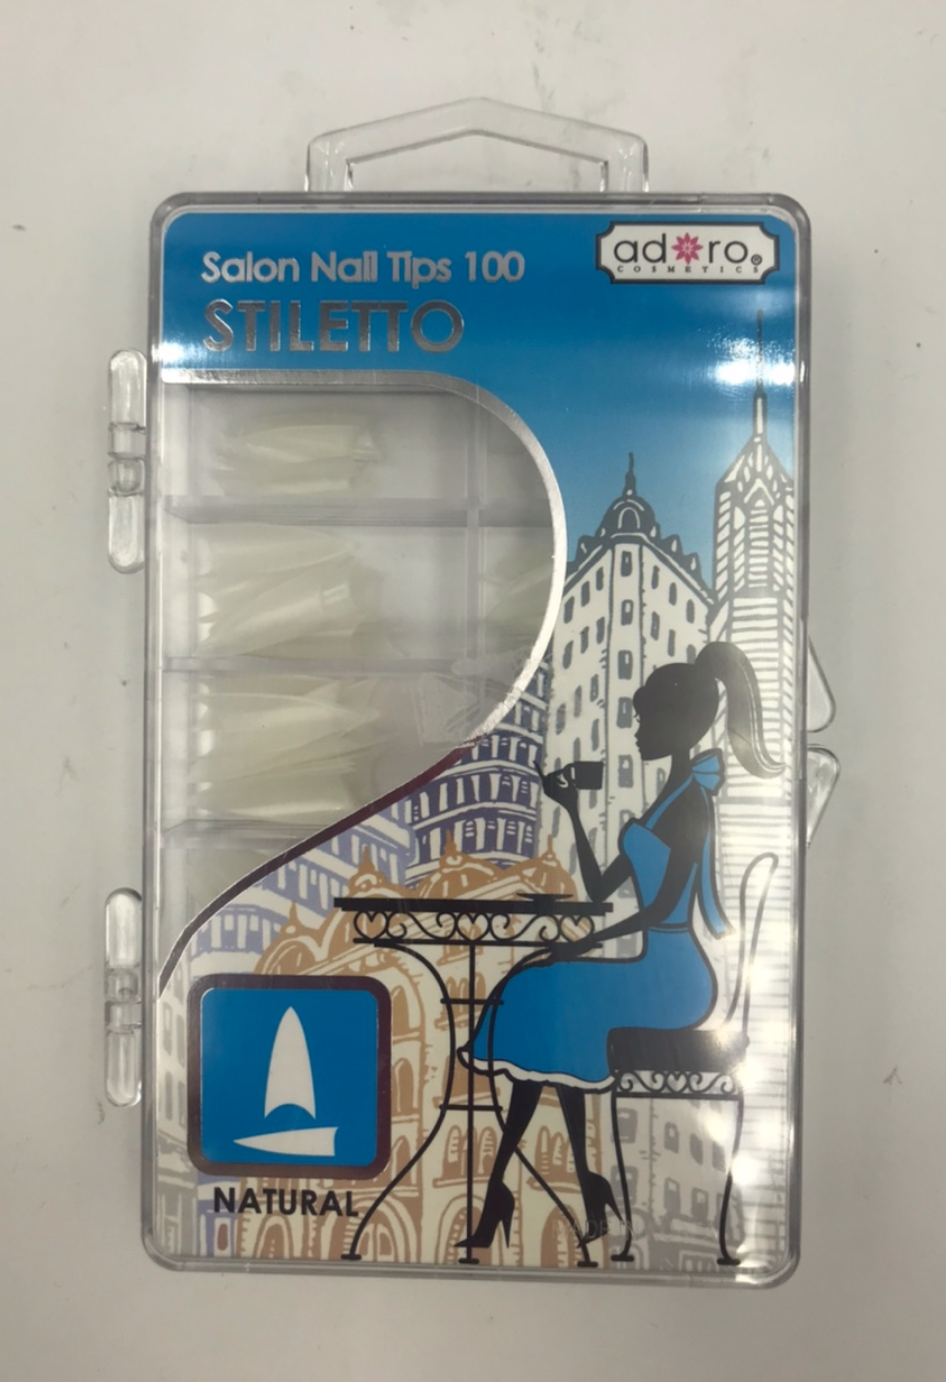 Salon Nail Tips 100
adoro®
COSMETICS
STILETTO
NATURAL